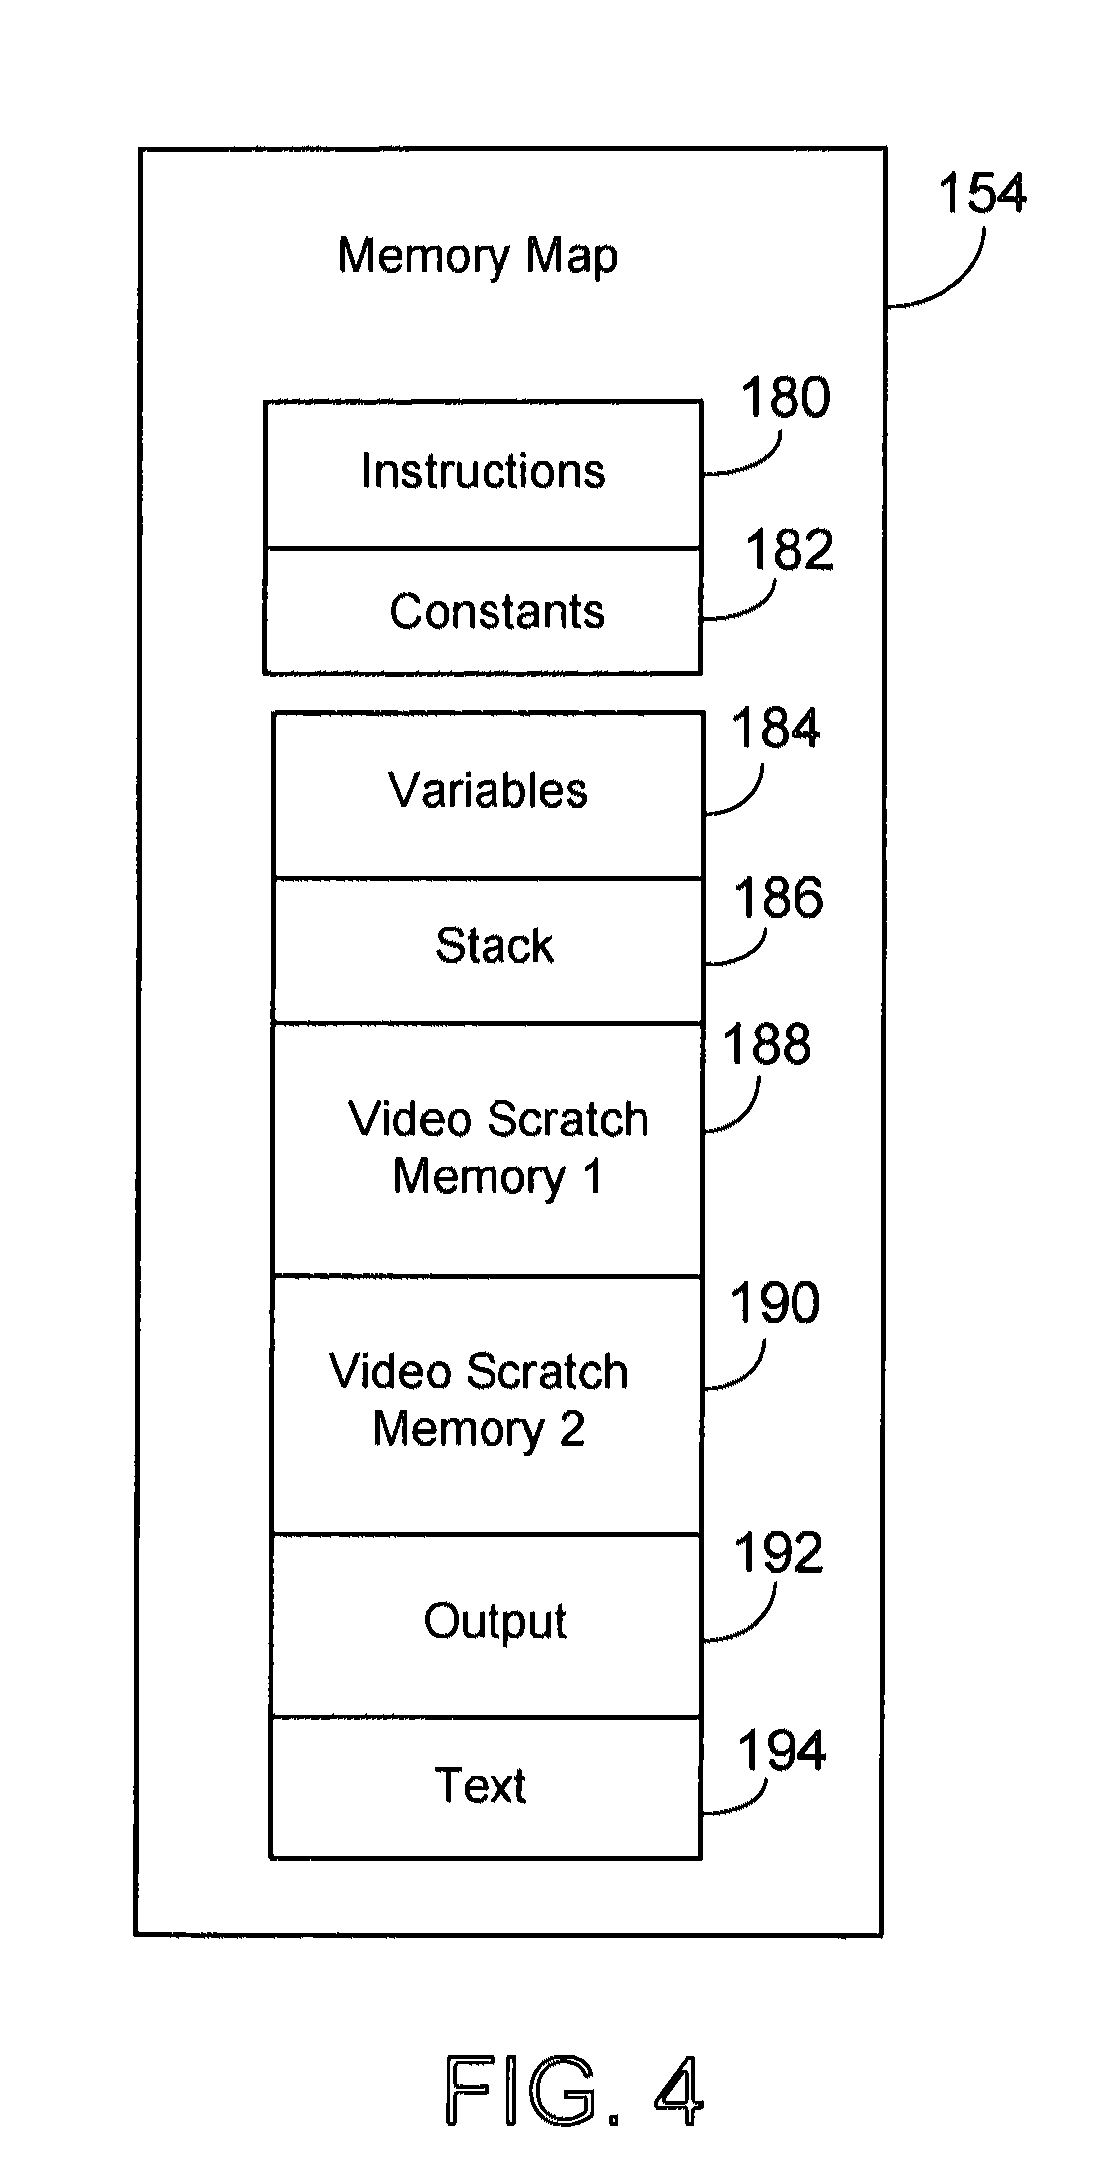 154
Memory Map
180
Instructions
182
Constants
184
Variables
186
Stack
188
Video Scratch
Memory 1
190
Video Scratch
Memory 2
192
Output
194
Text
FIG. 4